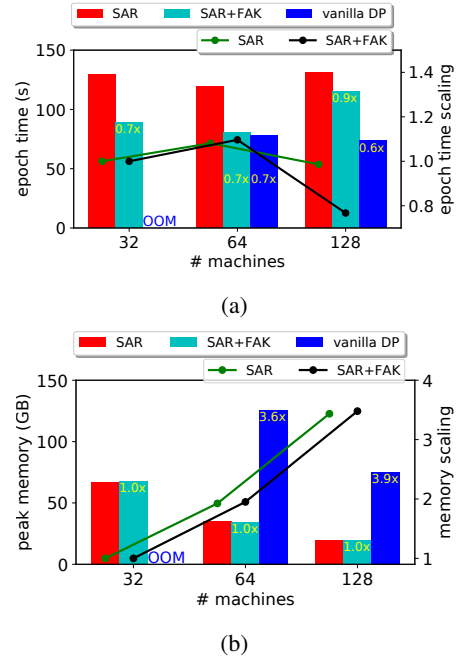 SAR SAR+FAK vanilla DP
SAR SAR+FAK
150
100
50
0
epoch time (s)
0.7x
OOM
0.7x 0.7x
0.9x
0.6x
1.4
1.2
1.0
0.8
epoch time scaling
32 64 128
# machines
(a)
SAR SAR+FAK vanilla DP
SAR SAR+FAK
150
100
50
0
peak memory (GB)
1.0x
OOM
1.0x
3.6x
1.0x
3.9x
4
3
2
1
memory scaling
32 64 128
# machines
(b)